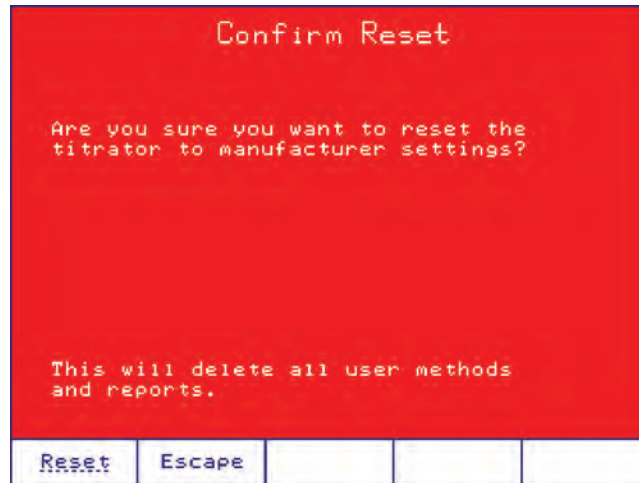 Confirm Reset
Are you sure you want to reset the
titrator to manufacturer settings?
This will delete all user methods
and reports.
Reset Escape